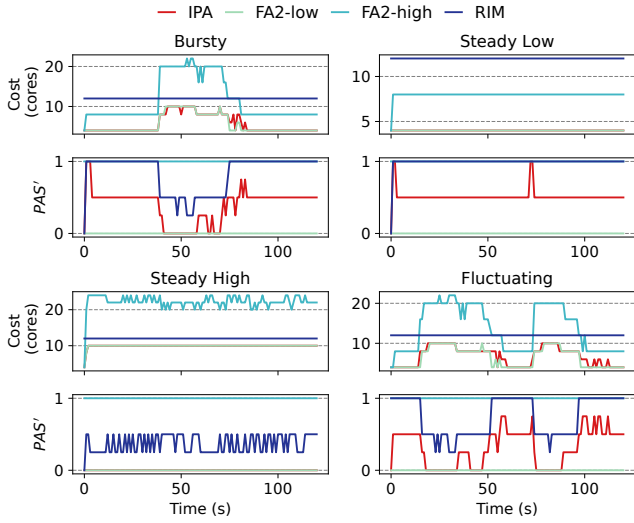 IPA FA2-low FA2-high RIM
Bursty
Steady Low
Cost
(cores)
20
10
10
5
PAS'
1
0
1
0
0 50 100
0 50 100
Steady High
Fluctuating
Cost
(cores)
20
10
20
10
PAS'
1
0
1
0
0 50 100
0 50 100
Time (s)
Time (s)